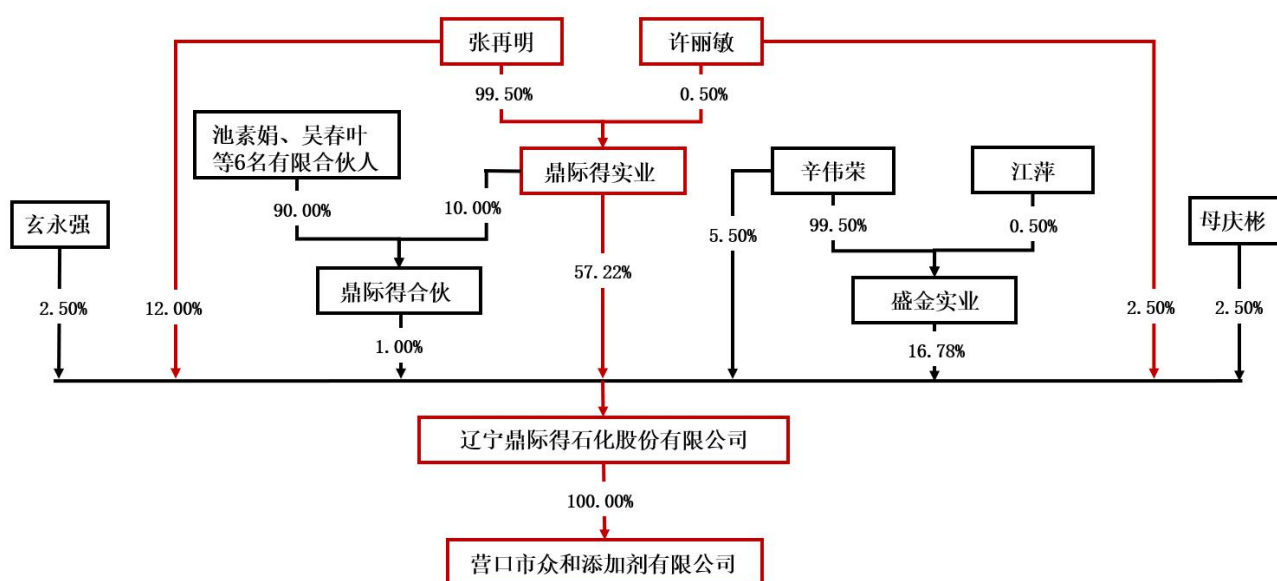 张再明
许丽敏
99.50%
0.50%
池素娟、吴春叶
等6名有限合伙人
鼎际得实业
辛伟荣
江萍
90.00%
10.00%
玄永强
5.50%
99.50%
0.50%
母庆彬
鼎际得合伙
57.22%
盛金实业
2.50%
12.00%
1.00%
16.78%
2.50%
2.50%
辽宁鼎际得石化股份有限公司
100.00%
营口市众和添加剂有限公司